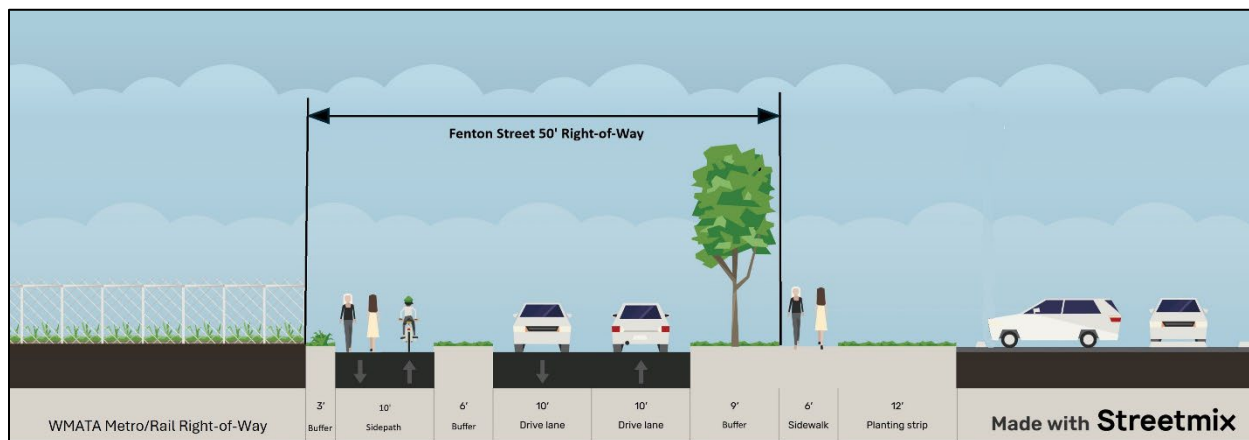 Fenton Street 50' Right-of-Way
WMATA Metro/Rail Right-of-Way
3'
Buffer
10'
Sidepath
6'
Buffer
10'
Drive lane
10'
Drive lane
9'
Buffer
6'
Sidewalk
12'
Planting strip
Made with Streetmix